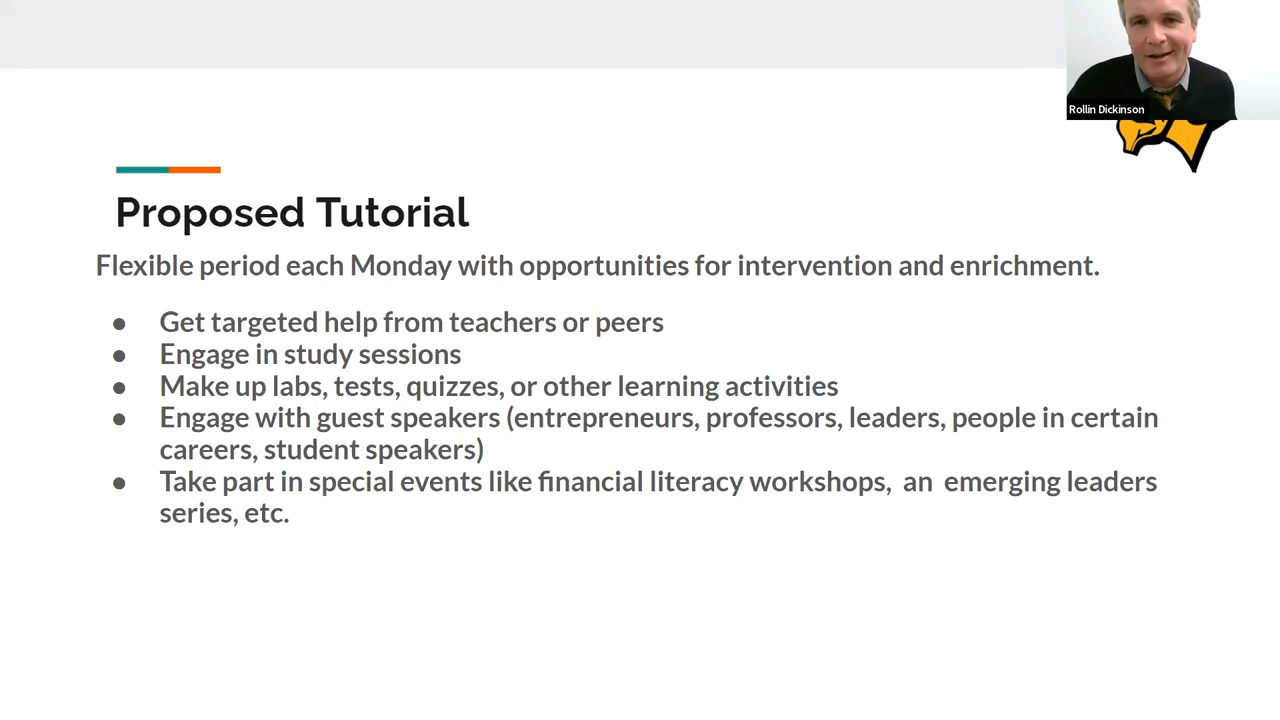 Rollin Dickinson
Proposed Tutorial
Flexible period each Monday with opportunities for intervention and enrichment.
● Get targeted help from teachers or peers
● Engage in study sessions
● Make up labs, tests, quizzes, or other learning activities
● Engage with guest speakers (entrepreneurs, professors, leaders, people in certain
careers, student speakers)
● Take part in special events like financial literacy workshops, an emerging leaders
series, etc.